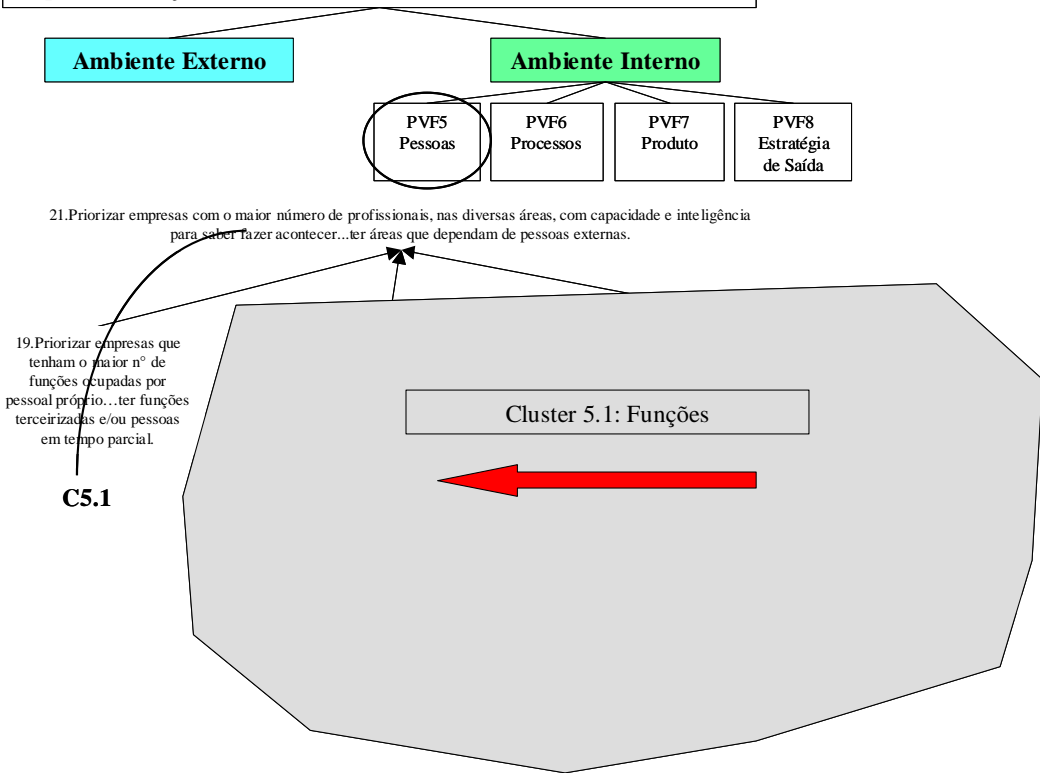 Ambiente Externo
Ambiente Interno
PVF5
Pessoas
PVF6
Processos
PVF7
Produto
PVF8
Estratégia
de Saída
21.Priorizar empresas com o maior número de profissionais, nas diversas áreas, com capacidade e inteligência
para saber fazer acontecer...ter áreas que dependam de pessoas externas.
19.Priorizar empresas que
tenham o maior n° de
funções ocupadas por
pessoal próprio…ter funções
terceirizadas e/ou pessoas
em tempo parcial.
Cluster 5.1: Funções
C5.1